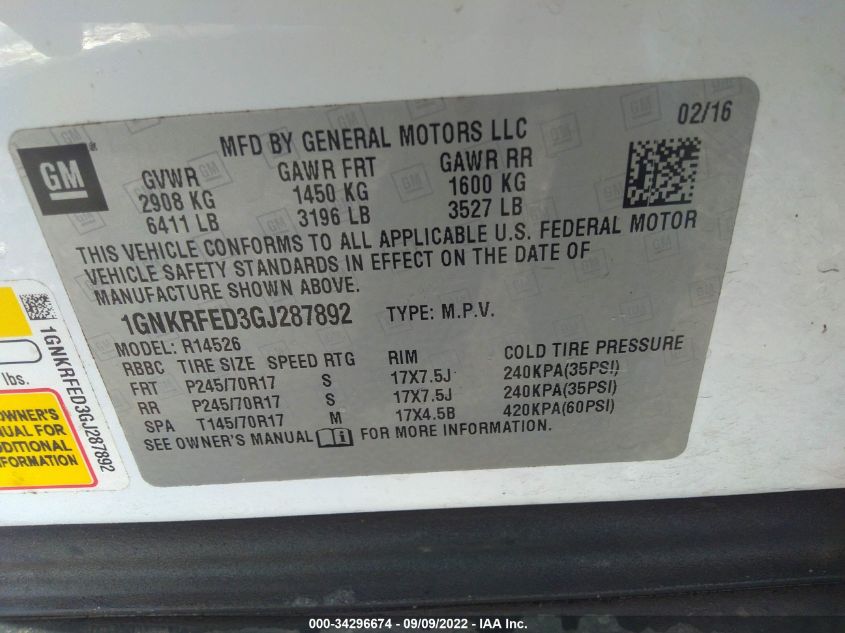 MFD BY GENERAL MOTORS LLC 02/16
GM
GVWR GAWR FRT GAWR RR
2908 KG 1450 KG 1600 KG
6411 LB 3196 LB 3527 LB
THIS VEHICLE CONFORMS TO ALL APPLICABLE U.S. FEDERAL MOTOR
VEHICLE SAFETY STANDARDS IN EFFECT ON THE DATE OF
MANUFACTURE SHOWN ABOVE.
1GNKRFED3GJ287892 TYPE: M.P.V.
MODEL: R14526
RBBC TIRE SIZE SPEED RTG RIM COLD TIRE PRESSURE
FRT P245/70R17 S 17X7.5J 240KPA(35PSI)
RR P245/70R17 S 17X7.5J 240KPA(35PSI)
SPA T145/70R17 M 17X4.5B 420KPA(60PSI)
SEE OWNER'S MANUAL FOR MORE INFORMATION.
1GNKRFED3GJ287892
lbs.
OWNER'S
FOR
000-34296674 - 09/09/2022 - IAA Inc.